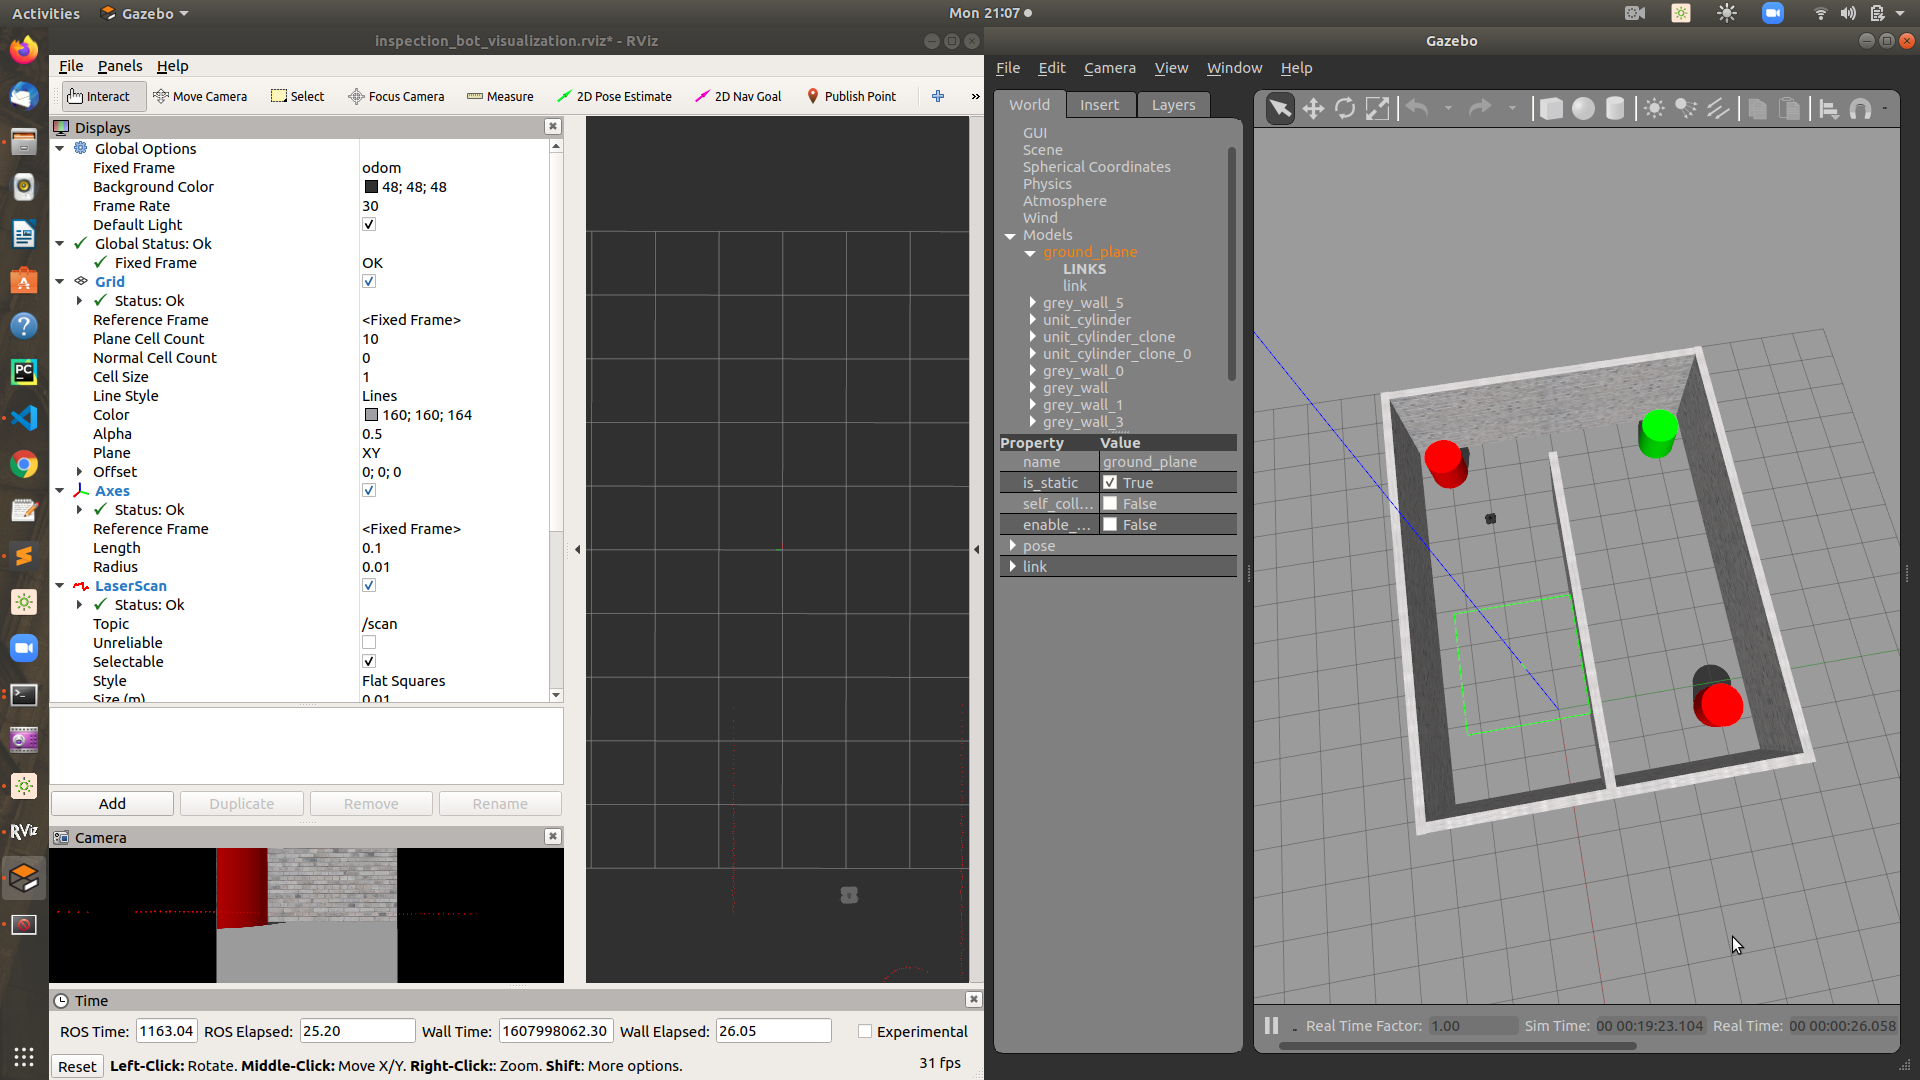 Activities Gazebo Mon 21:07
inspection_bot_visualization.rviz* - RViz
File Panels Help
Interact Move Camera Select Focus Camera Measure 2D Pose Estimate 2D Nav Goal Publish Point »
Displays
Global Options
Fixed Frame odom
Background Color 48; 48; 48
Frame Rate 30
Default Light
Global Status: Ok
Fixed Frame OK
Grid
Status: Ok
Reference Frame <Fixed Frame>
Plane Cell Count 10
Normal Cell Count 0
Cell Size 1
Line Style Lines
Color 160; 160; 164
Alpha 0.5
Plane XY
Offset 0; 0; 0
Axes
Status: Ok
Reference Frame <Fixed Frame>
Length 0.1
Radius 0.01
LaserScan
Status: Ok
Topic /scan
Unreliable
Selectable
Style Flat Squares
Size (m) 0.01
Add Duplicate Remove Rename
Camera
Time
ROS Time: 1163.04 ROS Elapsed: 25.20 Wall Time: 1607998062.30 Wall Elapsed: 26.05 Experimental
Reset Left-Click: Rotate. Middle-Click: Move X/Y. Right-Click:: Zoom. Shift: More options. 31 fps
PC
RViz
Gazebo
File Edit Camera View Window Help
World Insert Layers
GUI
Scene
Spherical Coordinates
Physics
Atmosphere
Wind
Models
ground_plane
LINKS
link
grey_wall_5
unit_cylinder
unit_cylinder_clone
unit_cylinder_clone_0
grey_wall_0
grey_wall
grey_wall_1
grey_wall_3
Property Value
name ground_plane
is_static True
self_coll... False
enable_... False
pose
link
Real Time Factor: 1.00 Sim Time: 00 00:19:23.104 Real Time: 00 00:00:26.058